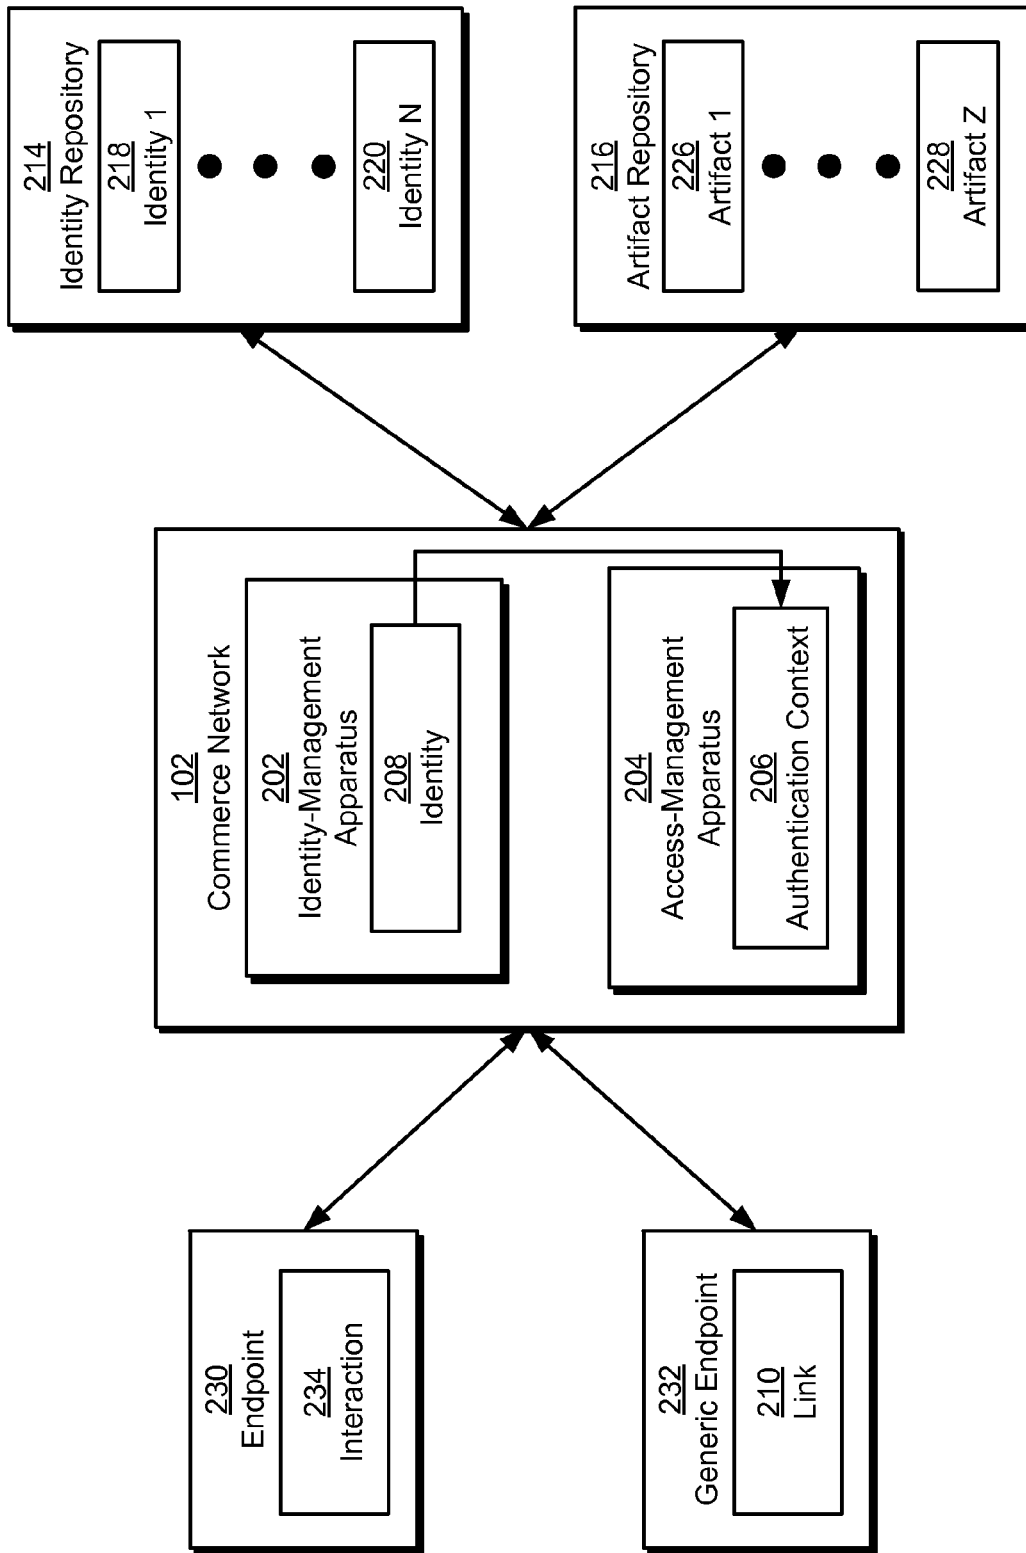 230
Endpoint
234
Interaction
232
Generic Endpoint
210
Link
102
Commerce Network
202
Identity-Management
Apparatus
208
Identity
204
Access-Management
Apparatus
206
Authentication Context
214
Identity Repository
218
Identity 1
220
Identity N
216
Artifact Repository
226
Artifact 1
228
Artifact Z